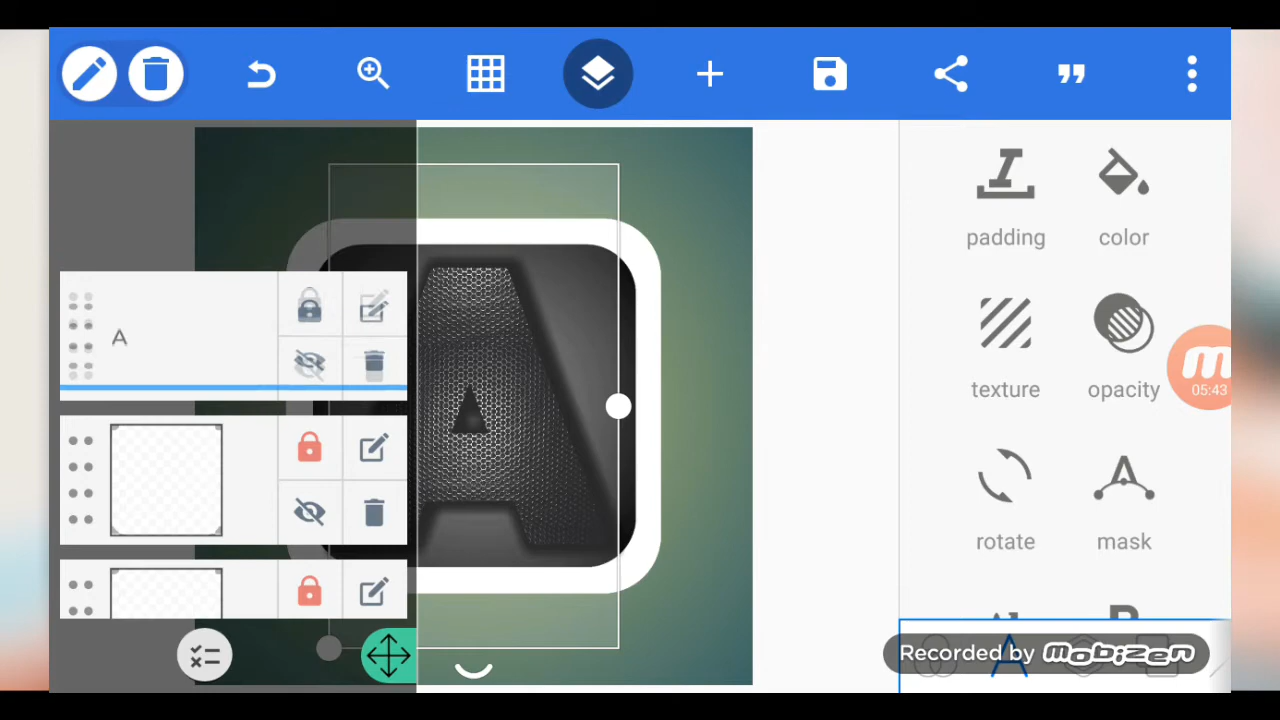 padding
color
A
texture
opacity
05:43
rotate
mask
A
Recorded by mobizen